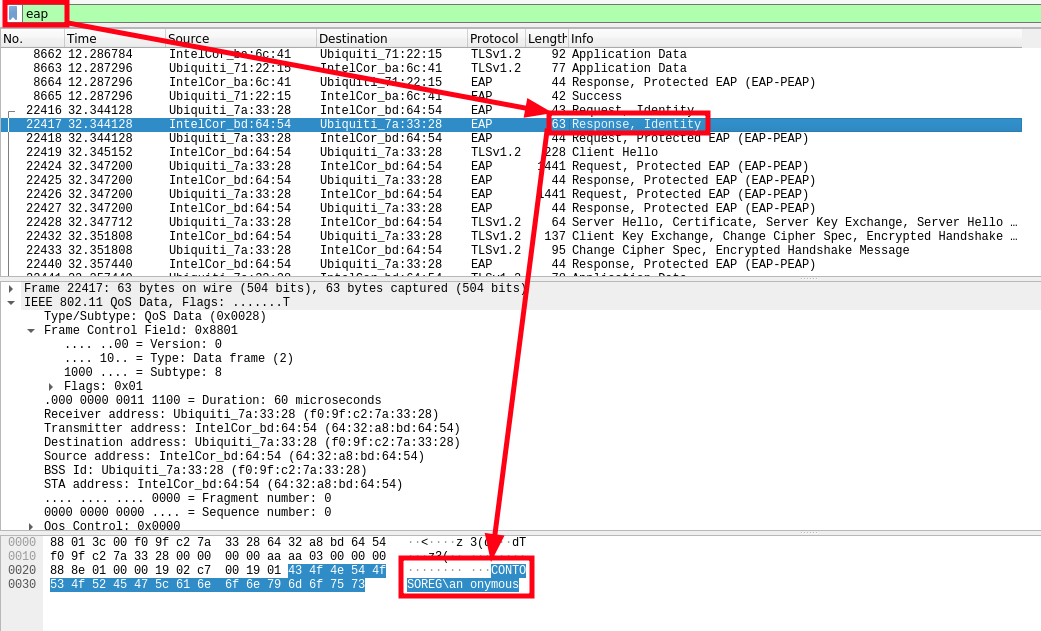 eap
No. Time Source Destination Protocol Length Info
8662 12.286784 IntelCor_ba:6c:41 Ubiquiti_71:22:15 TLSv1.2 92 Application Data
8663 12.287296 Ubiquiti_71:22:15 IntelCor_ba:6c:41 TLSv1.2 77 Application Data
8664 12.287296 IntelCor_ba:6c:41 Ubiquiti_71:22:15 EAP 44 Response, Protected EAP (EAP-PEAP)
8665 12.287296 Ubiquiti_71:22:15 IntelCor_ba:6c:41 EAP 42 Success
22416 32.344128 Ubiquiti_7a:33:28 IntelCor_bd:64:54 EAP 43 Request, Identity
22417 32.344128 IntelCor_bd:64:54 Ubiquiti_7a:33:28 EAP 63 Response, Identity
22418 32.344128 Ubiquiti_7a:33:28 IntelCor_bd:64:54 EAP 44 Request, Protected EAP (EAP-PEAP)
22419 32.345152 IntelCor_bd:64:54 Ubiquiti_7a:33:28 TLSv1.2 228 Client Hello
22424 32.347200 Ubiquiti_7a:33:28 IntelCor_bd:64:54 EAP 1441 Request, Protected EAP (EAP-PEAP)
22425 32.347200 IntelCor_bd:64:54 Ubiquiti_7a:33:28 EAP 44 Response, Protected EAP (EAP-PEAP)
22426 32.347200 Ubiquiti_7a:33:28 IntelCor_bd:64:54 EAP 1441 Request, Protected EAP (EAP-PEAP)
22427 32.347200 IntelCor_bd:64:54 Ubiquiti_7a:33:28 EAP 44 Response, Protected EAP (EAP-PEAP)
22428 32.347712 Ubiquiti_7a:33:28 IntelCor_bd:64:54 TLSv1.2 64 Server Hello, Certificate, Server Key Exchange, Server Hello …
22432 32.351808 IntelCor_bd:64:54 Ubiquiti_7a:33:28 TLSv1.2 137 Client Key Exchange, Change Cipher Spec, Encrypted Handshake …
22433 32.351808 Ubiquiti_7a:33:28 IntelCor_bd:64:54 TLSv1.2 95 Change Cipher Spec, Encrypted Handshake Message
22440 32.357440 IntelCor_bd:64:54 Ubiquiti_7a:33:28 EAP 44 Response, Protected EAP (EAP-PEAP)
Frame 22417: 63 bytes on wire (504 bits), 63 bytes captured (504 bits)
IEEE 802.11 QoS Data, Flags: .......T
Type/Subtype: QoS Data (0x0028)
Frame Control Field: 0x8801
.... ..00 = Version: 0
.... 10.. = Type: Data frame (2)
1000 .... = Subtype: 8
Flags: 0x01
.000 0000 0011 1100 = Duration: 60 microseconds
Receiver address: Ubiquiti_7a:33:28 (f0:9f:c2:7a:33:28)
Transmitter address: IntelCor_bd:64:54 (64:32:a8:bd:64:54)
Destination address: Ubiquiti_7a:33:28 (f0:9f:c2:7a:33:28)
Source address: IntelCor_bd:64:54 (64:32:a8:bd:64:54)
BSS Id: Ubiquiti_7a:33:28 (f0:9f:c2:7a:33:28)
STA address: IntelCor_bd:64:54 (64:32:a8:bd:64:54)
.... .... .... 0000 = Fragment number: 0
0000 0000 0000 .... = Sequence number: 0
Qos Control: 0x0000
0000 88 01 3c 00 f0 9f c2 7a 33 28 64 32 a8 bd 64 54 ··<····z 3(d···dT
0010 f0 9f c2 7a 33 28 00 00 00 00 aa aa 03 00 00 00
0020 88 8e 01 00 00 19 02 c7 00 19 01 43 4f 4e 54 4f ········ ···CONTO
0030 53 4f 52 45 47 5c 61 6e 6f 6e 79 6d 6f 75 73 SOREG\an onymous